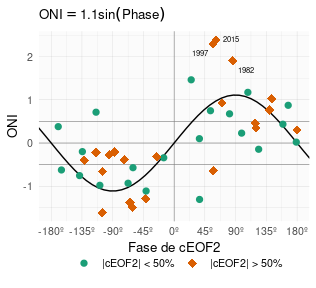 ONI = 1.1sin(Phase)
ONI
2
1
0
-1
2015
1997
1982
-180° -135° -90° -45° 0° 45° 90° 135° 180°
Fase de cEOF2
|cEOF2| < 50% |cEOF2| > 50%